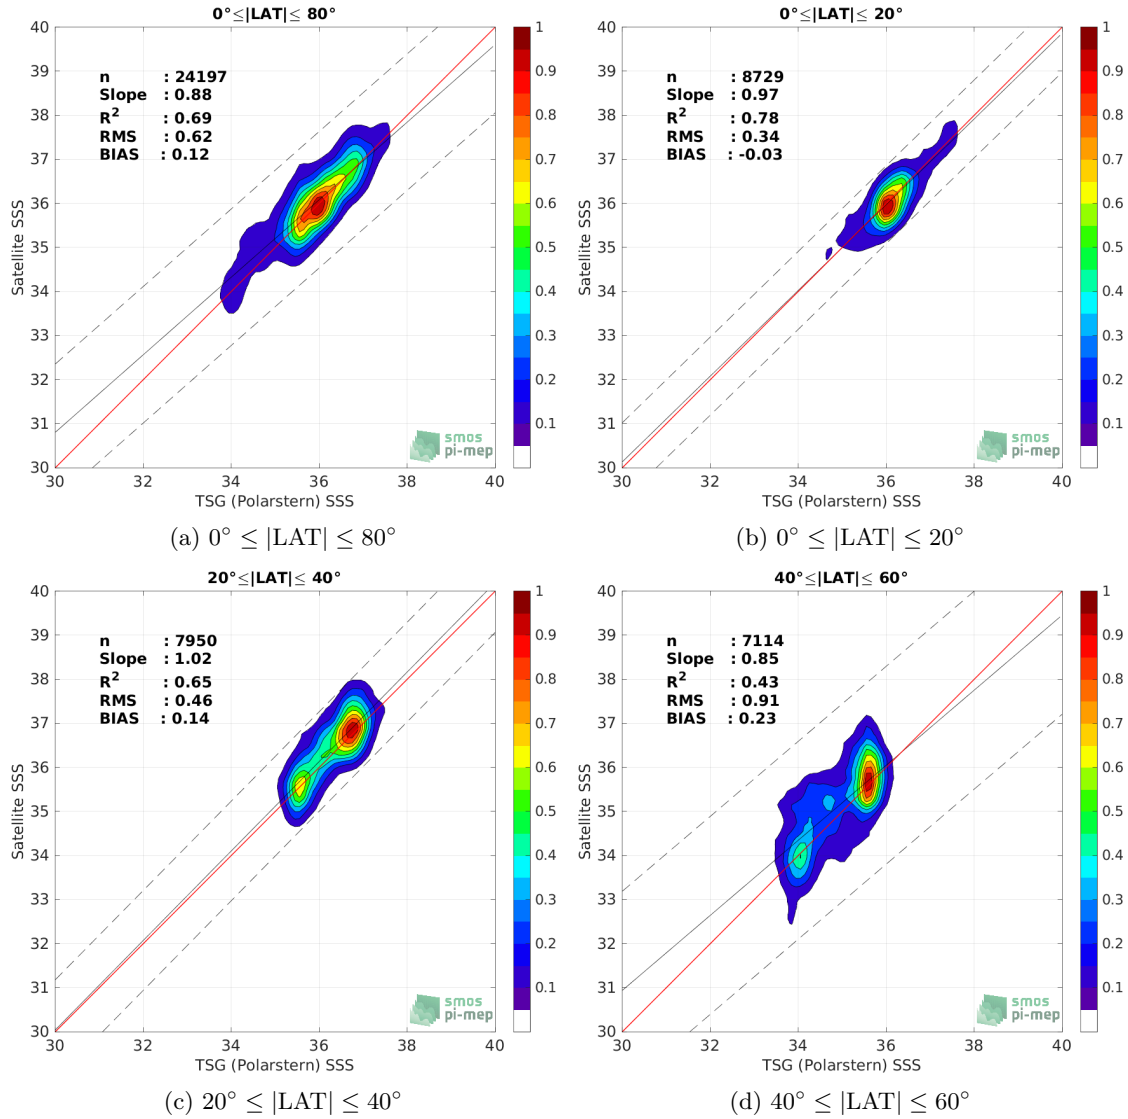 0°≤|LAT|≤ 80°
40
39
38
37
36
35
34
33
32
31
30
Satellite SSS
n : 24197
Slope : 0.88
R² : 0.69
RMS : 0.62
BIAS : 0.12
smos
pi-mep
30 32 34 36 38 40
TSG (Polarstern) SSS
1
0.9
0.8
0.7
0.6
0.5
0.4
0.3
0.2
0.1
(a) 0° ≤ |LAT| ≤ 80°
0°≤|LAT|≤ 20°
40
39
38
37
36
35
34
33
32
31
30
Satellite SSS
n : 8729
Slope : 0.97
R² : 0.78
RMS : 0.34
BIAS : -0.03
smos
pi-mep
30 32 34 36 38 40
TSG (Polarstern) SSS
1
0.9
0.8
0.7
0.6
0.5
0.4
0.3
0.2
0.1
(b) 0° ≤ |LAT| ≤ 20°
20°≤|LAT|≤ 40°
40
39
38
37
36
35
34
33
32
31
30
Satellite SSS
n : 7950
Slope : 1.02
R² : 0.65
RMS : 0.46
BIAS : 0.14
smos
pi-mep
30 32 34 36 38 40
TSG (Polarstern) SSS
1
0.9
0.8
0.7
0.6
0.5
0.4
0.3
0.2
0.1
(c) 20° ≤ |LAT| ≤ 40°
40°≤|LAT|≤ 60°
40
39
38
37
36
35
34
33
32
31
30
Satellite SSS
n : 7114
Slope : 0.85
R² : 0.43
RMS : 0.91
BIAS : 0.23
smos
pi-mep
30 32 34 36 38 40
TSG (Polarstern) SSS
1
0.9
0.8
0.7
0.6
0.5
0.4
0.3
0.2
0.1
(d) 40° ≤ |LAT| ≤ 60°